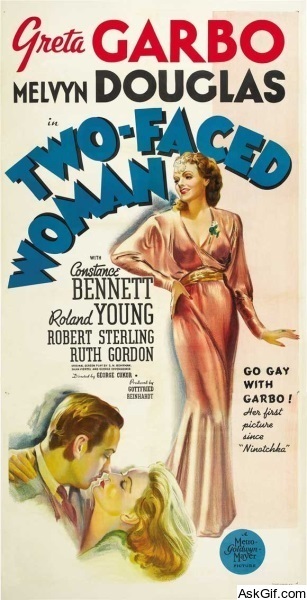 Greta GARBO
MELVYN DOUGLAS
in
TWO-FACED
WOMAN
WITH
Constance
BENNETT
Roland YOUNG
ROBERT STERLING
RUTH GORDON
Directed by GEORGE CUKOR
Produced by
GOTTFRIED
REINHARDT
GO GAY
WITH
GARBO!
Her first
picture
since
"Ninotchka"
A
Metro-
Goldwyn-
Mayer
PICTURE
AskGif.com